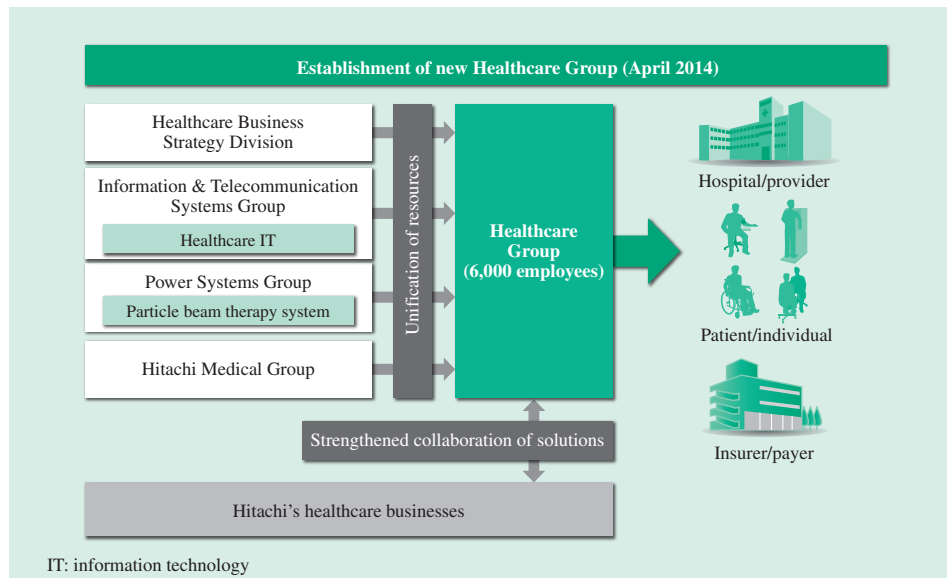 Establishment of new Healthcare Group (April 2014)
Healthcare Business
Strategy Division
Information & Telecommunication
Systems Group
Healthcare IT
Power Systems Group
Particle beam therapy system
Hitachi Medical Group
Unification of resources
Healthcare
Group
(6,000 employees)
Hospital/provider
Patient/individual
Insurer/payer
Strengthened collaboration of solutions
Hitachi’s healthcare businesses
IT: information technology